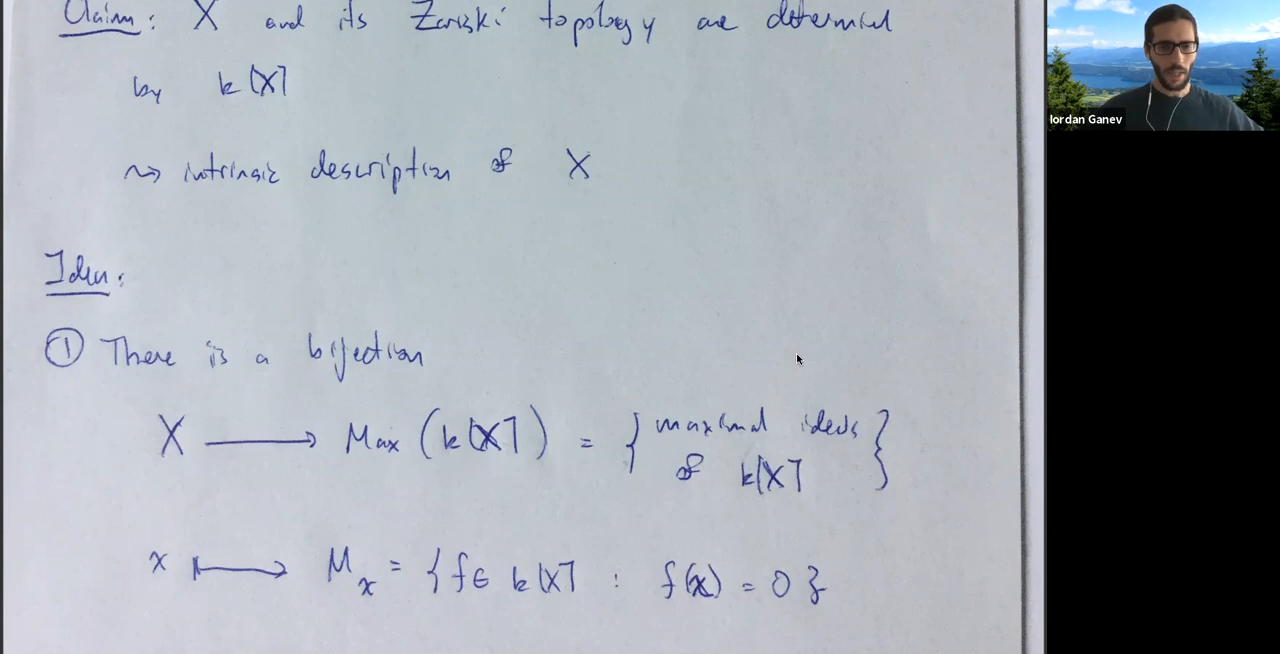 Claim: X and its Zariski topology are determined
by k[X]
⇝ intrinsic description of X
Idea:
① There is a bijection
X ⟶ Max (k[X]) = { maximal ideals of k[X] }
x ⟼ M_x = { f ∈ k[X] : f(x) = 0 }
Iordan Ganev